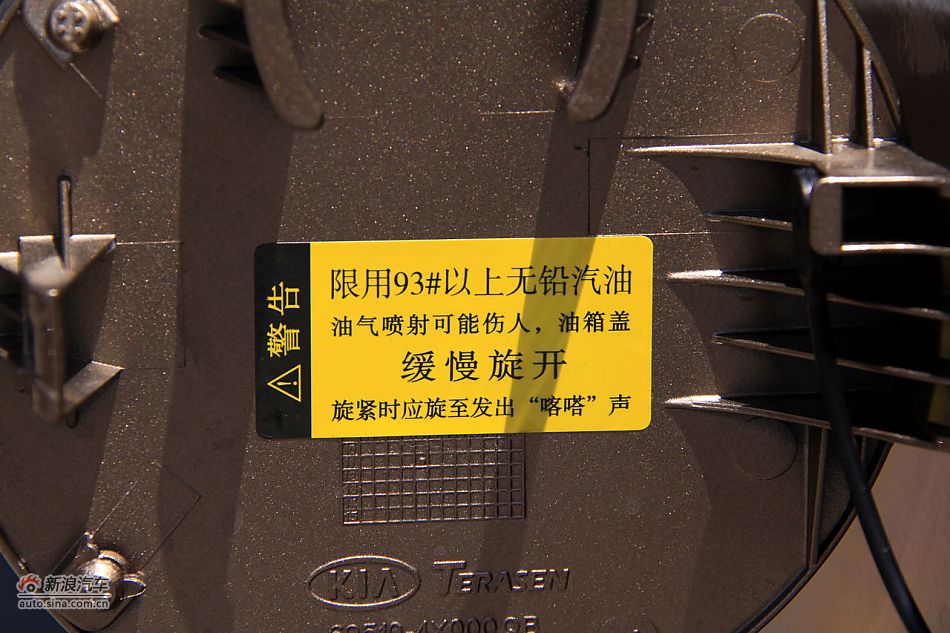 警告
限用93#以上无铅汽油
油气喷射可能伤人，油箱盖
缓慢旋开
旋紧时应旋至发出“喀嗒”声
KIA TERASEN
新浪汽车
auto.sina.com.cn